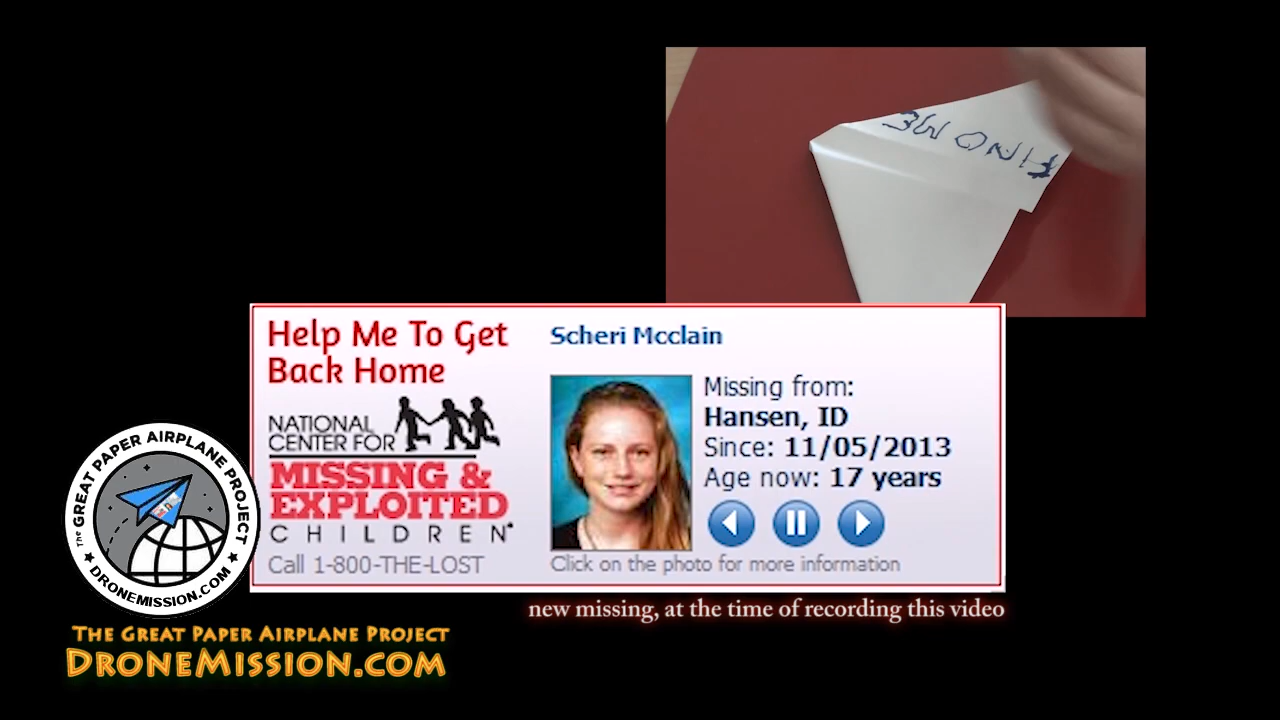 Help Me To Get
Back Home
NATIONAL
CENTER FOR
MISSING &
EXPLOITED
CHILDREN
Call 1-800-THE-LOST
Scheri Mcclain
Missing from:
Hansen, ID
Since: 11/05/2013
Age now: 17 years
Click on the photo for more information
new missing, at the time of recording this video
The GREAT PAPER AIRPLANE PROJECT
DRONEMISSION.COM
The Great Paper Airplane Project
DroneMission.com